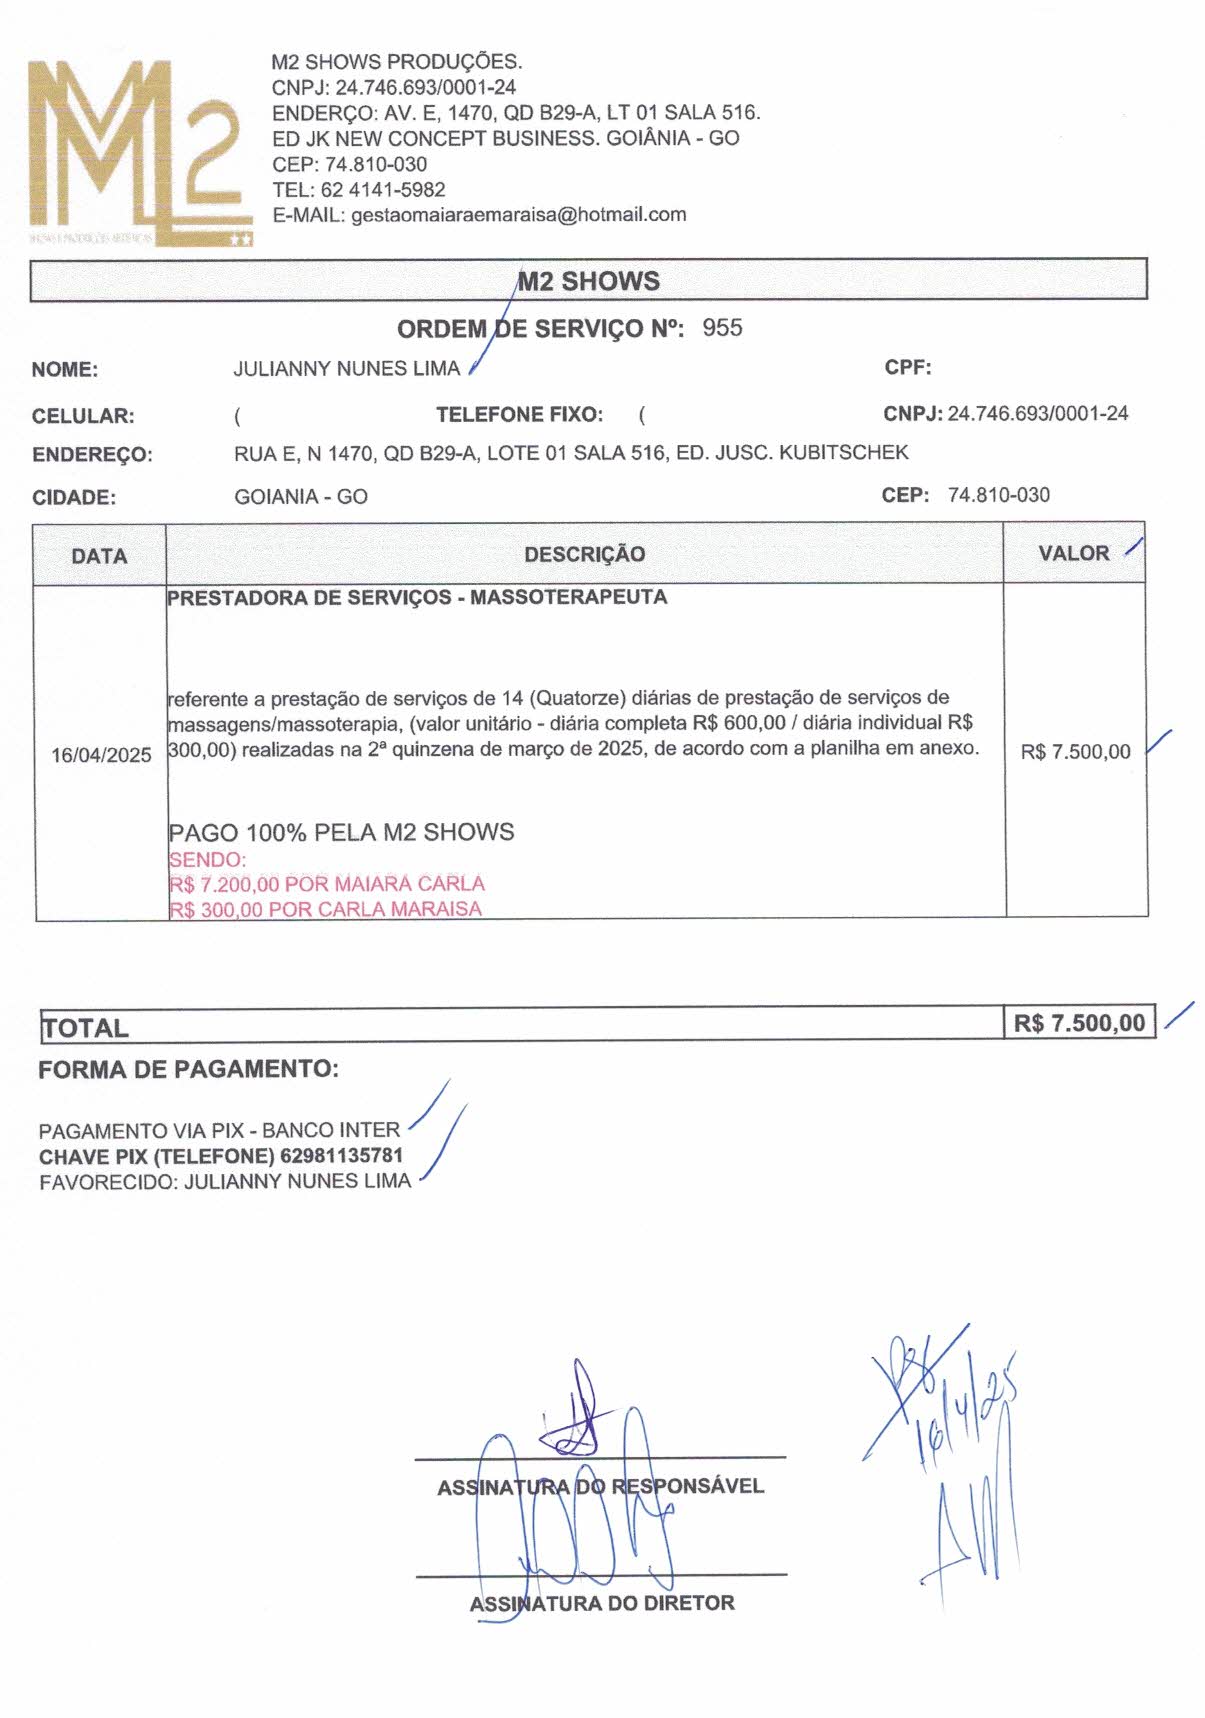 M2 SHOWS PRODUÇÕES.
CNPJ: 24.746.693/0001-24
ENDERÇO: AV. E, 1470, QD B29-A, LT 01 SALA 516.
ED JK NEW CONCEPT BUSINESS. GOIÂNIA - GO
CEP: 74.810-030
TEL: 62 4141-5982
E-MAIL: gestaomaiaraemaraisa@hotmail.com
M2
SHOWS E PRODUÇÕES ARTÍSTICAS
M2 SHOWS
ORDEM DE SERVIÇO Nº: 955
NOME: JULIANNY NUNES LIMA CPF:
CELULAR: ( TELEFONE FIXO: ( CNPJ: 24.746.693/0001-24
ENDEREÇO: RUA E, N 1470, QD B29-A, LOTE 01 SALA 516, ED. JUSC. KUBITSCHEK
CIDADE: GOIANIA - GO CEP: 74.810-030
DATA DESCRIÇÃO VALOR
PRESTADORA DE SERVIÇOS - MASSOTERAPEUTA
referente a prestação de serviços de 14 (Quatorze) diárias de prestação de serviços de
massagens/massoterapia, (valor unitário - diária completa R$ 600,00 / diária individual R$
16/04/2025 300,00) realizadas na 2ª quinzena de março de 2025, de acordo com a planilha em anexo. R$ 7.500,00
PAGO 100% PELA M2 SHOWS
SENDO:
R$ 7.200,00 POR MAIARA CARLA
R$ 300,00 POR CARLA MARAISA
TOTAL R$ 7.500,00
FORMA DE PAGAMENTO:
PAGAMENTO VIA PIX - BANCO INTER
CHAVE PIX (TELEFONE) 62981135781
FAVORECIDO: JULIANNY NUNES LIMA
16/4/25
ASSINATURA DO RESPONSÁVEL
ASSINATURA DO DIRETOR